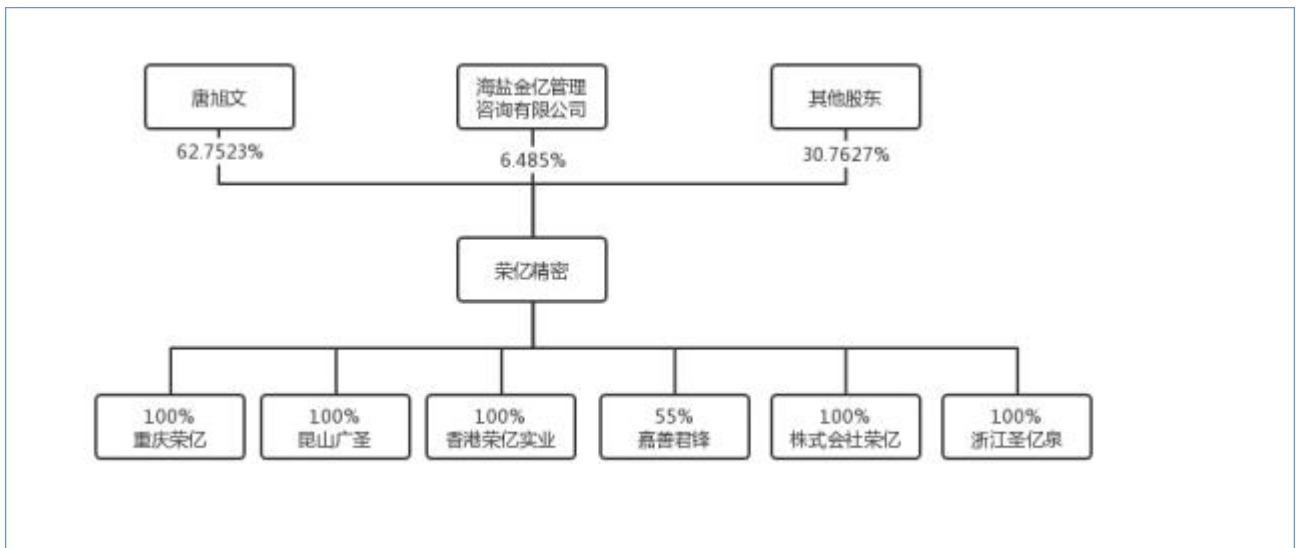 唐旭文
海盐金亿管理
咨询有限公司
其他股东
62.7523%
6.485%
30.7627%
荣亿精密
100%
重庆荣亿
100%
昆山广圣
100%
香港荣亿实业
55%
嘉善君锋
100%
株式会社荣亿
100%
浙江圣亿泉